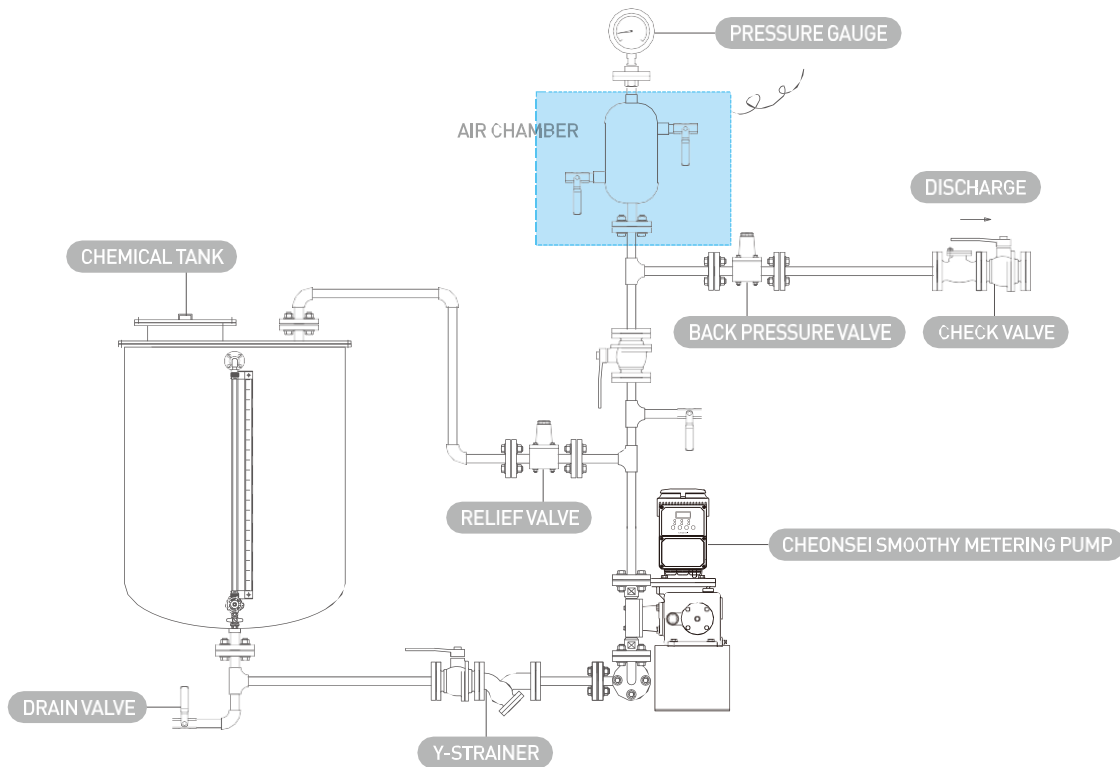 PRESSURE GAUGE
AIR CHAMBER
DISCHARGE
CHEMICAL TANK
BACK PRESSURE VALVE
CHECK VALVE
RELIEF VALVE
CHEONSEI SMOOTHY METERING PUMP
DRAIN VALVE
Y-STRAINER